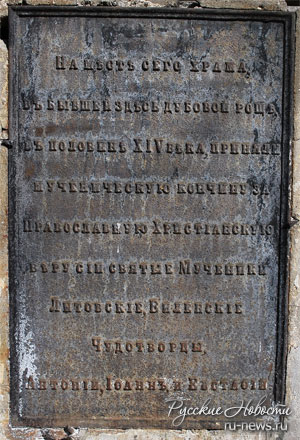 На мѣстѣ сего храма,
въ бывшей здѣсь дубовой рощѣ,
въ половинѣ XIV вѣка, приняли
мученическую кончину за
Православную Христіанскую
вѣру сіи святые Мученики
Литовскіе, Виленскіе
Чудотворцы,
Антоній, Іоаннъ и Евстафій.
Русские Новости
ru-news.ru